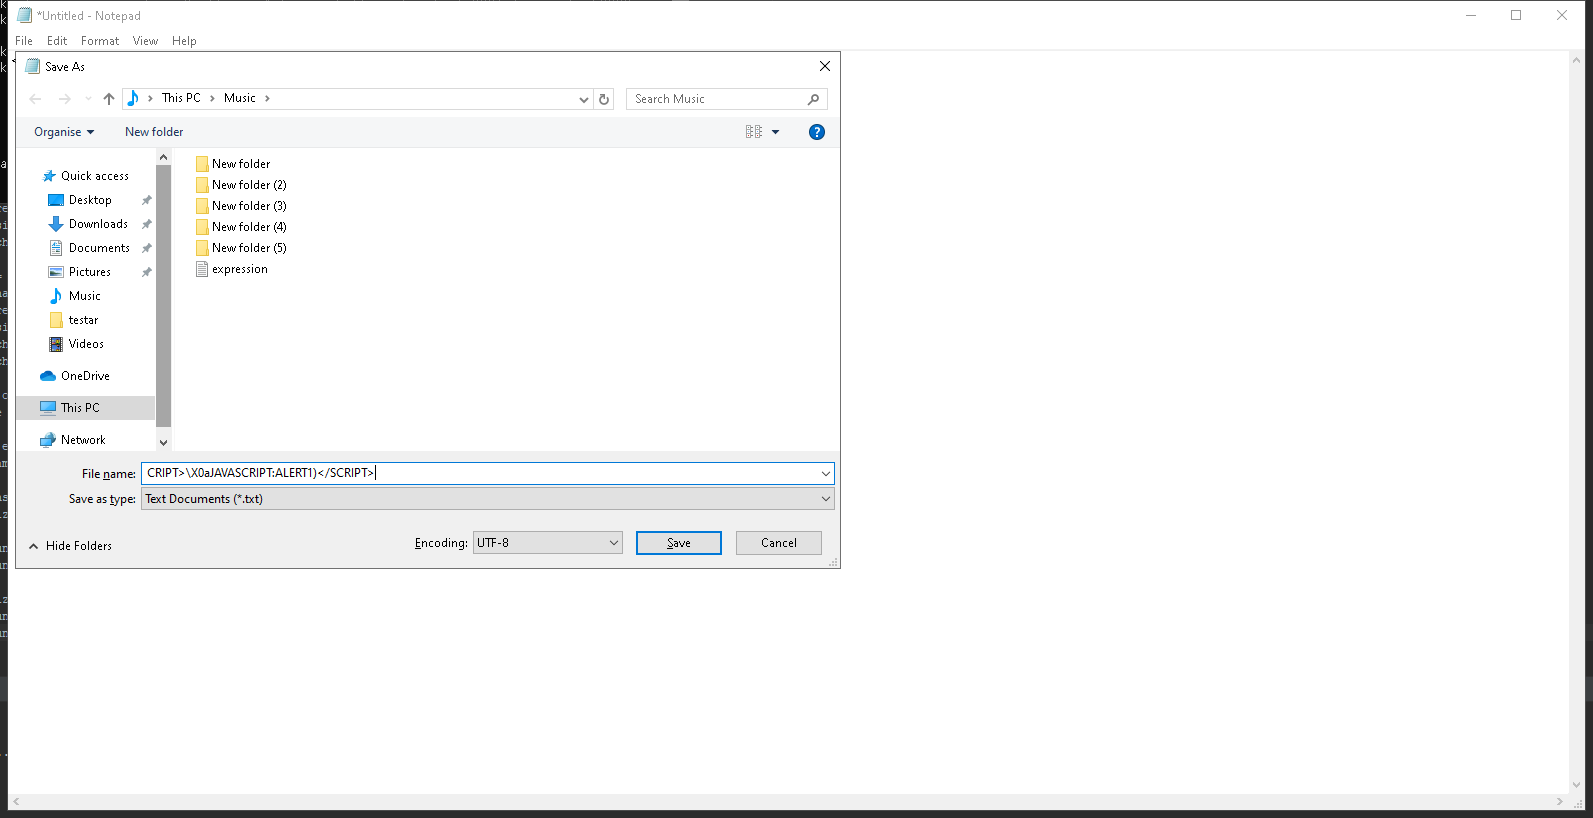 *Untitled - Notepad
File Edit Format View Help
Save As
This PC Music
Search Music
Organise New folder
Quick access
Desktop
Downloads
Documents
Pictures
Music
testar
Videos
OneDrive
This PC
Network
New folder
New folder (2)
New folder (3)
New folder (4)
New folder (5)
expression
File name: CRIPT>\X0aJAVASCRIPT:ALERT1)</SCRIPT>
Save as type: Text Documents (*.txt)
Hide Folders
Encoding: UTF-8
Save
Cancel